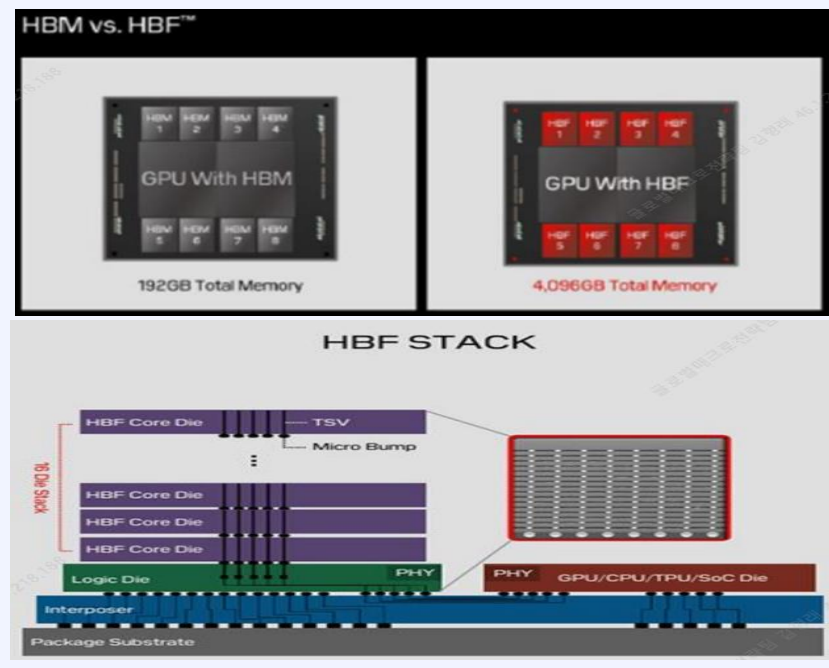 HBM vs. HBF™
HBM 1 HBM 2 HBM 3 HBM 4
GPU With HBM
HBM 5 HBM 6 HBM 7 HBM 8
192GB Total Memory
HBF 1 HBF 2 HBF 3 HBF 4
GPU With HBF
HBF 5 HBF 6 HBF 7 HBF 8
4,096GB Total Memory
HBF STACK
HBF Core Die
TSV
Micro Bump
16 Die Stack
HBF Core Die
HBF Core Die
HBF Core Die
Logic Die
PHY
PHY
GPU/CPU/TPU/SoC Die
Interposer
Package Substrate